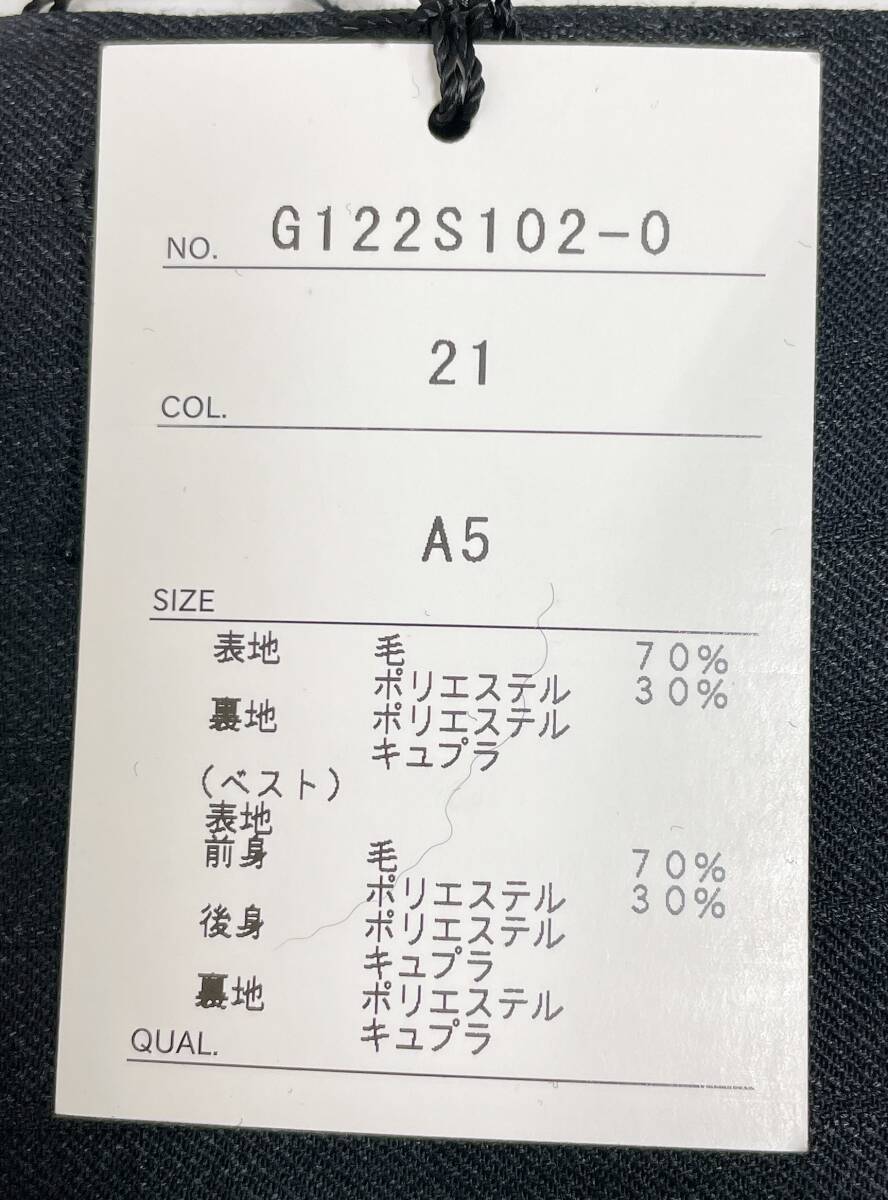 NO. G122S102-0
COL. 21
SIZE A5
表地 毛 70%
ポリエステル 30%
裏地 ポリエステル
キュプラ
(ベスト)
表地
前身 毛 70%
ポリエステル 30%
後身 ポリエステル
キュプラ
裏地 ポリエステル
キュプラ
QUAL.